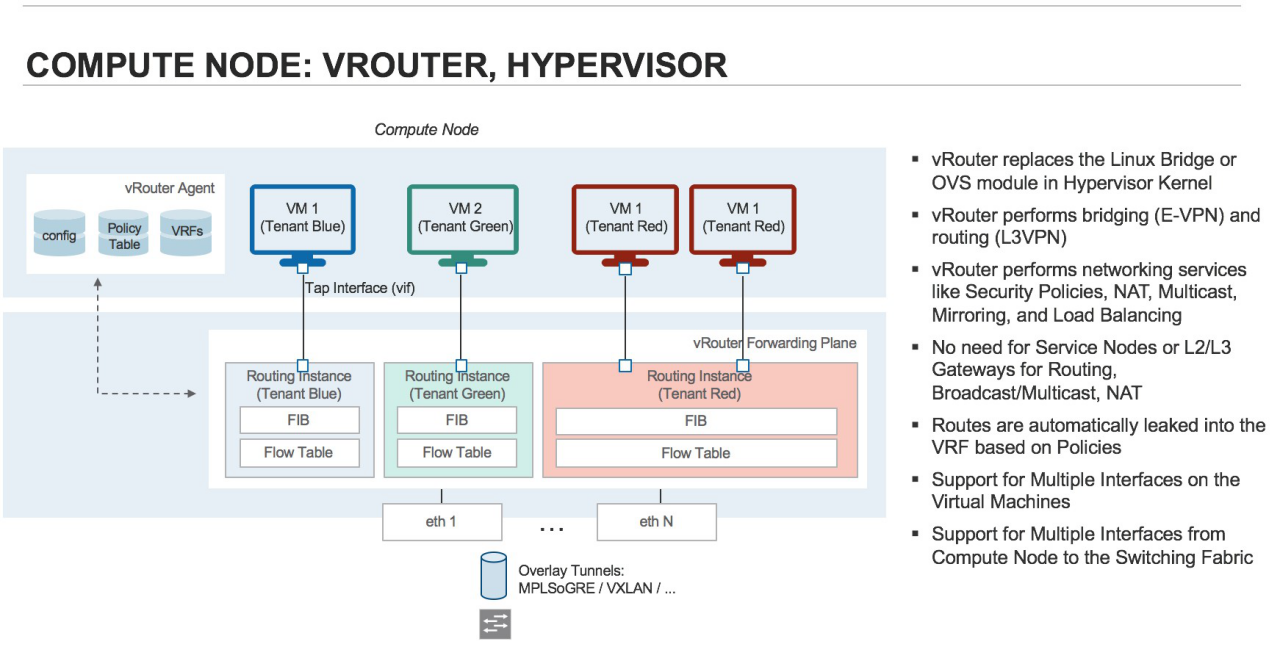 COMPUTE NODE: VROUTER, HYPERVISOR
Compute Node
vRouter Agent
config
Policy
Table
VRFs
VM 1
(Tenant Blue)
VM 2
(Tenant Green)
VM 1
(Tenant Red)
VM 1
(Tenant Red)
Tap Interface (vif)
vRouter Forwarding Plane
Routing Instance
(Tenant Blue)
FIB
Flow Table
Routing Instance
(Tenant Green)
FIB
Flow Table
Routing Instance
(Tenant Red)
FIB
Flow Table
eth 1
...
eth N
Overlay Tunnels:
MPLSoGRE / VXLAN / ...
▪ vRouter replaces the Linux Bridge or
OVS module in Hypervisor Kernel
▪ vRouter performs bridging (E-VPN) and
routing (L3VPN)
▪ vRouter performs networking services
like Security Policies, NAT, Multicast,
Mirroring, and Load Balancing
▪ No need for Service Nodes or L2/L3
Gateways for Routing,
Broadcast/Multicast, NAT
▪ Routes are automatically leaked into the
VRF based on Policies
▪ Support for Multiple Interfaces on the
Virtual Machines
▪ Support for Multiple Interfaces from
Compute Node to the Switching Fabric